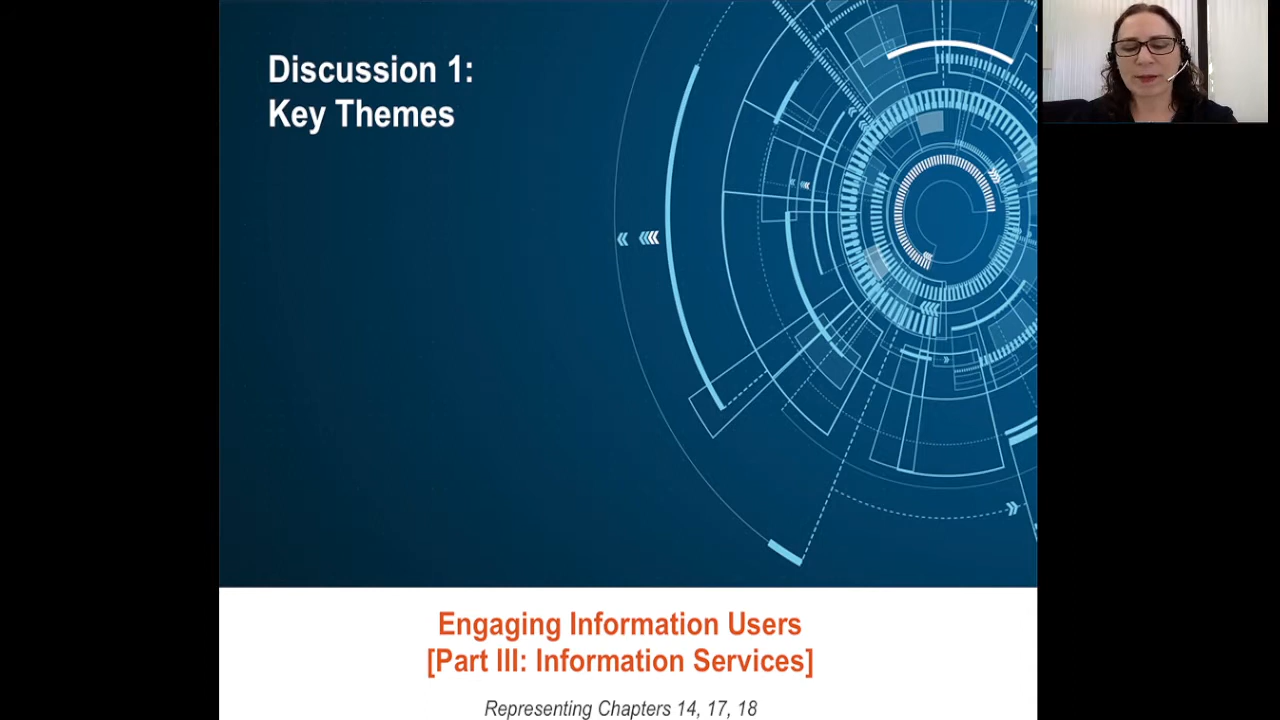 Discussion 1:
Key Themes
Engaging Information Users
[Part III: Information Services]
Representing Chapters 14, 17, 18